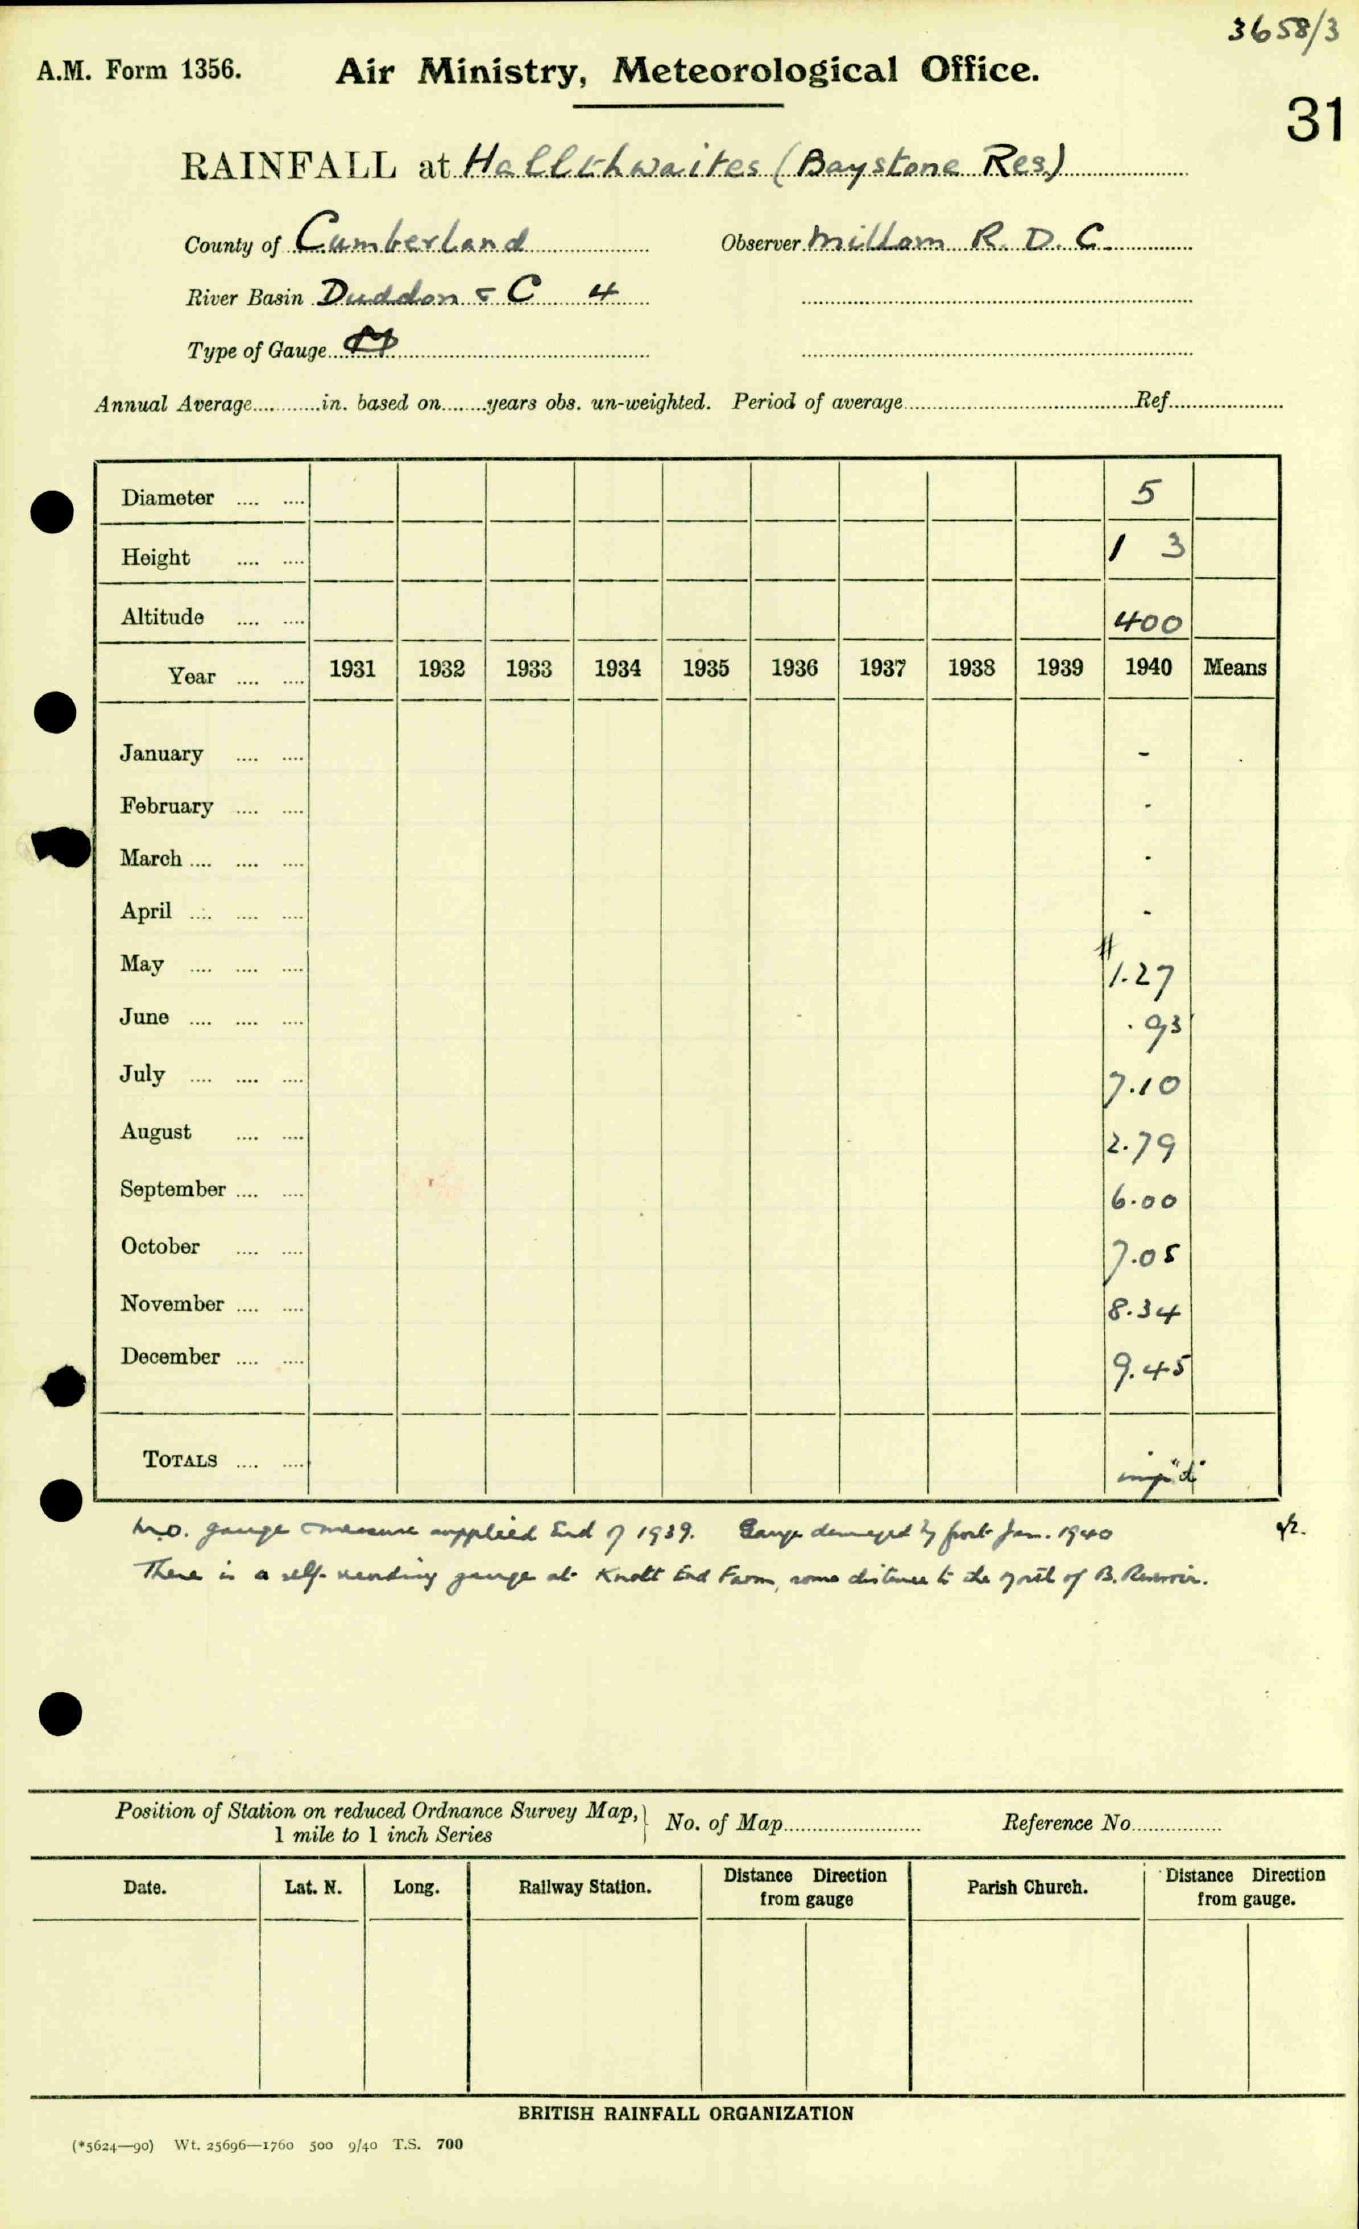 3658/3
A.M. Form 1356. Air Ministry, Meteorological Office.
31
RAINFALL at Hallthwaites (Baystone Res)
County of Cumberland Observer Millom R. D. C.
River Basin Duddon & C 4
Type of Gauge M
Annual Average............in. based on........years obs. un-weighted. Period of average.................... Ref....................
Diameter .... .... 5
Height .... .... 1 3
Altitude .... .... 400
Year .... .... 1931 1932 1933 1934 1935 1936 1937 1938 1939 1940 Means
January .... .... -
February .... .... -
March .... .... .... -
April .... .... .... -
May .... .... .... 1.27
June .... .... .... .93
July .... .... .... 7.10
August .... .... 2.79
September .... .... 6.00
October .... .... 7.05
November .... .... 8.34
December .... .... 9.45
TOTALS .... .... imp'd'
M.O. gauge & measure supplied End of 1939. Gauge damaged by frost Jan. 1940
There is a self-recording gauge at Knott End Farm, some distance to the north of B. Reservoir.
Position of Station on reduced Ordnance Survey Map, No. of Map.................... Reference No................
1 mile to 1 inch Series
Date. Lat. N. Long. Railway Station. Distance Direction from gauge Parish Church. Distance Direction from gauge.
BRITISH RAINFALL ORGANIZATION
(*5624—90) Wt. 25696—1760 500 9/40 T.S. 700